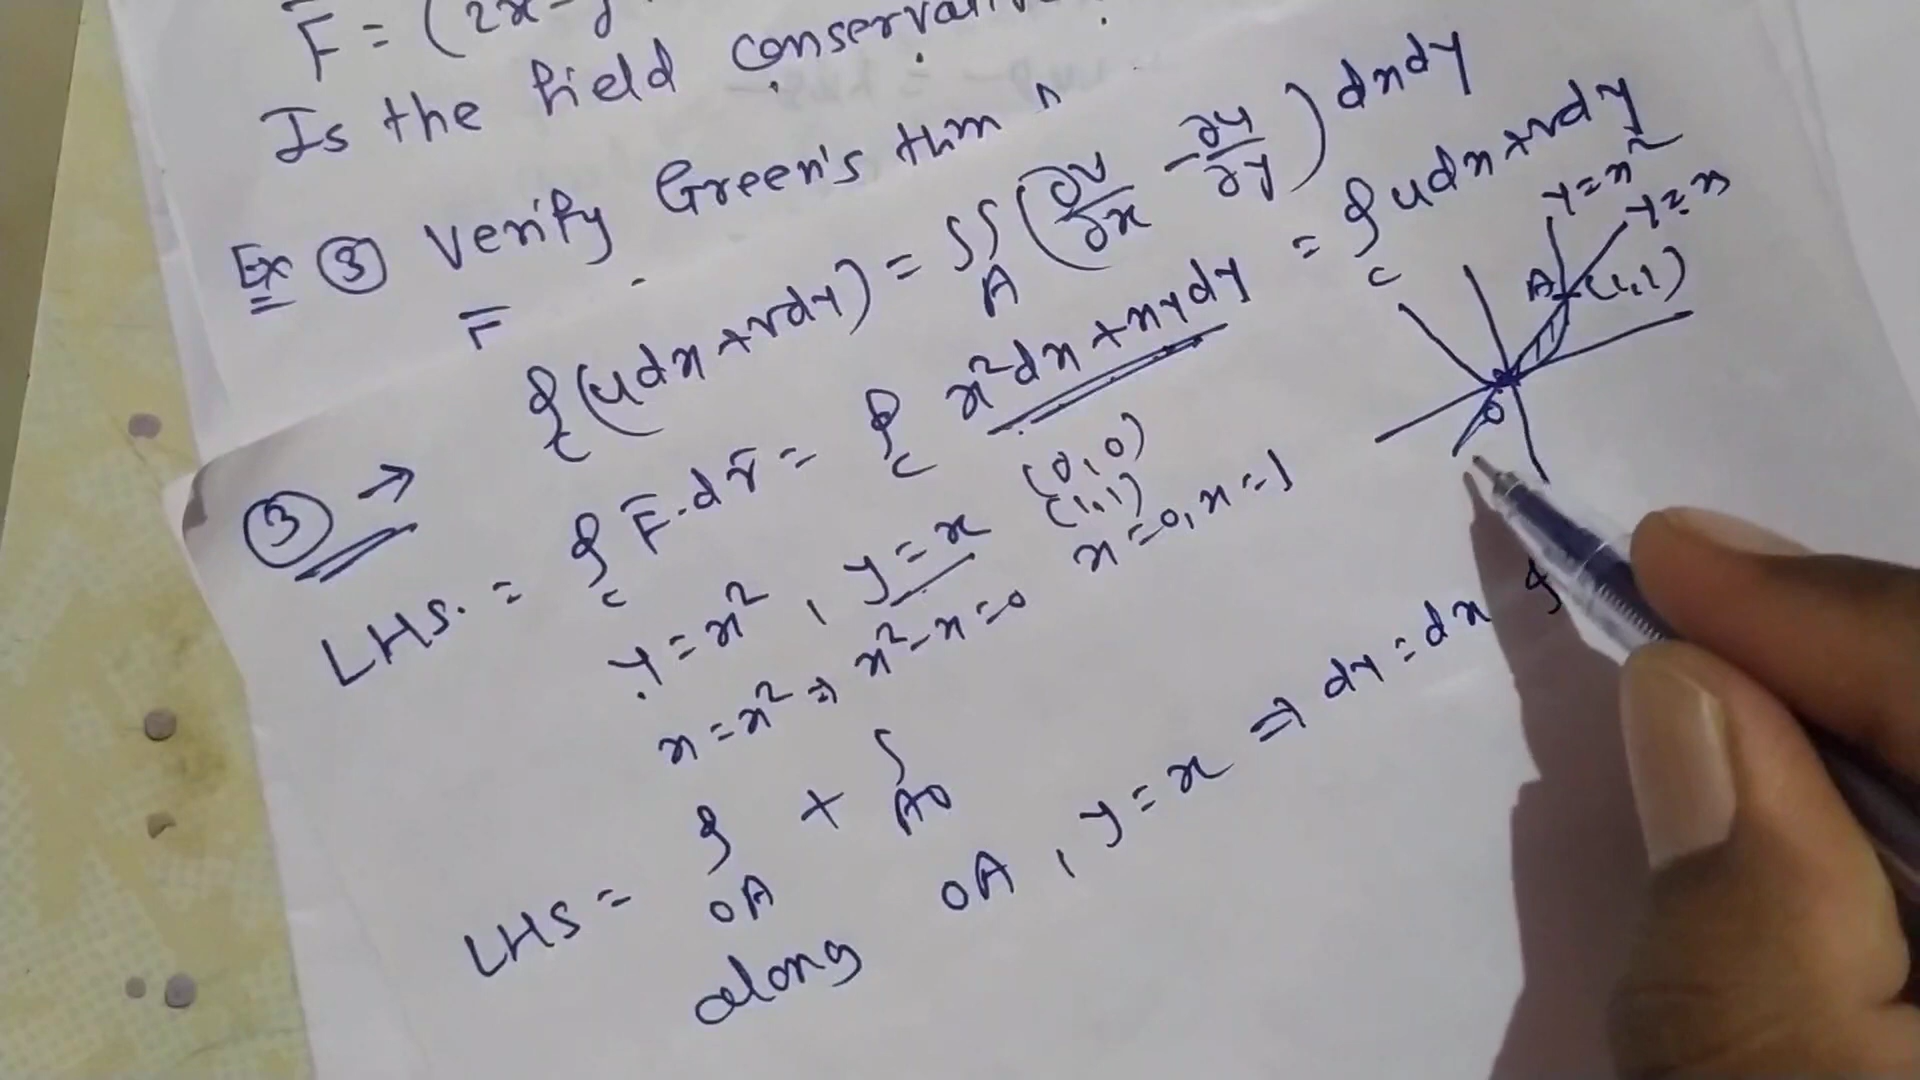 F̅ = (2x-y
Is the field conservati
Ex ③ Verify Green's thm n
F̅
∮c (udx+vdy) = ∬A (∂v/∂x - ∂u/∂y) dxdy
③ → LHS. = ∮c F̅·dr̅ = ∮c x²dx+xydy = ∮c udx+vdy
y=x², y=x (0,0) (1,1)
x=x² ⇒ x²-x=0 x=0, x=1
LHS = ∮OA + ∫AO
along OA, y=x ⇒ dy=dx
y=x²
y=x
A (1,1)
O